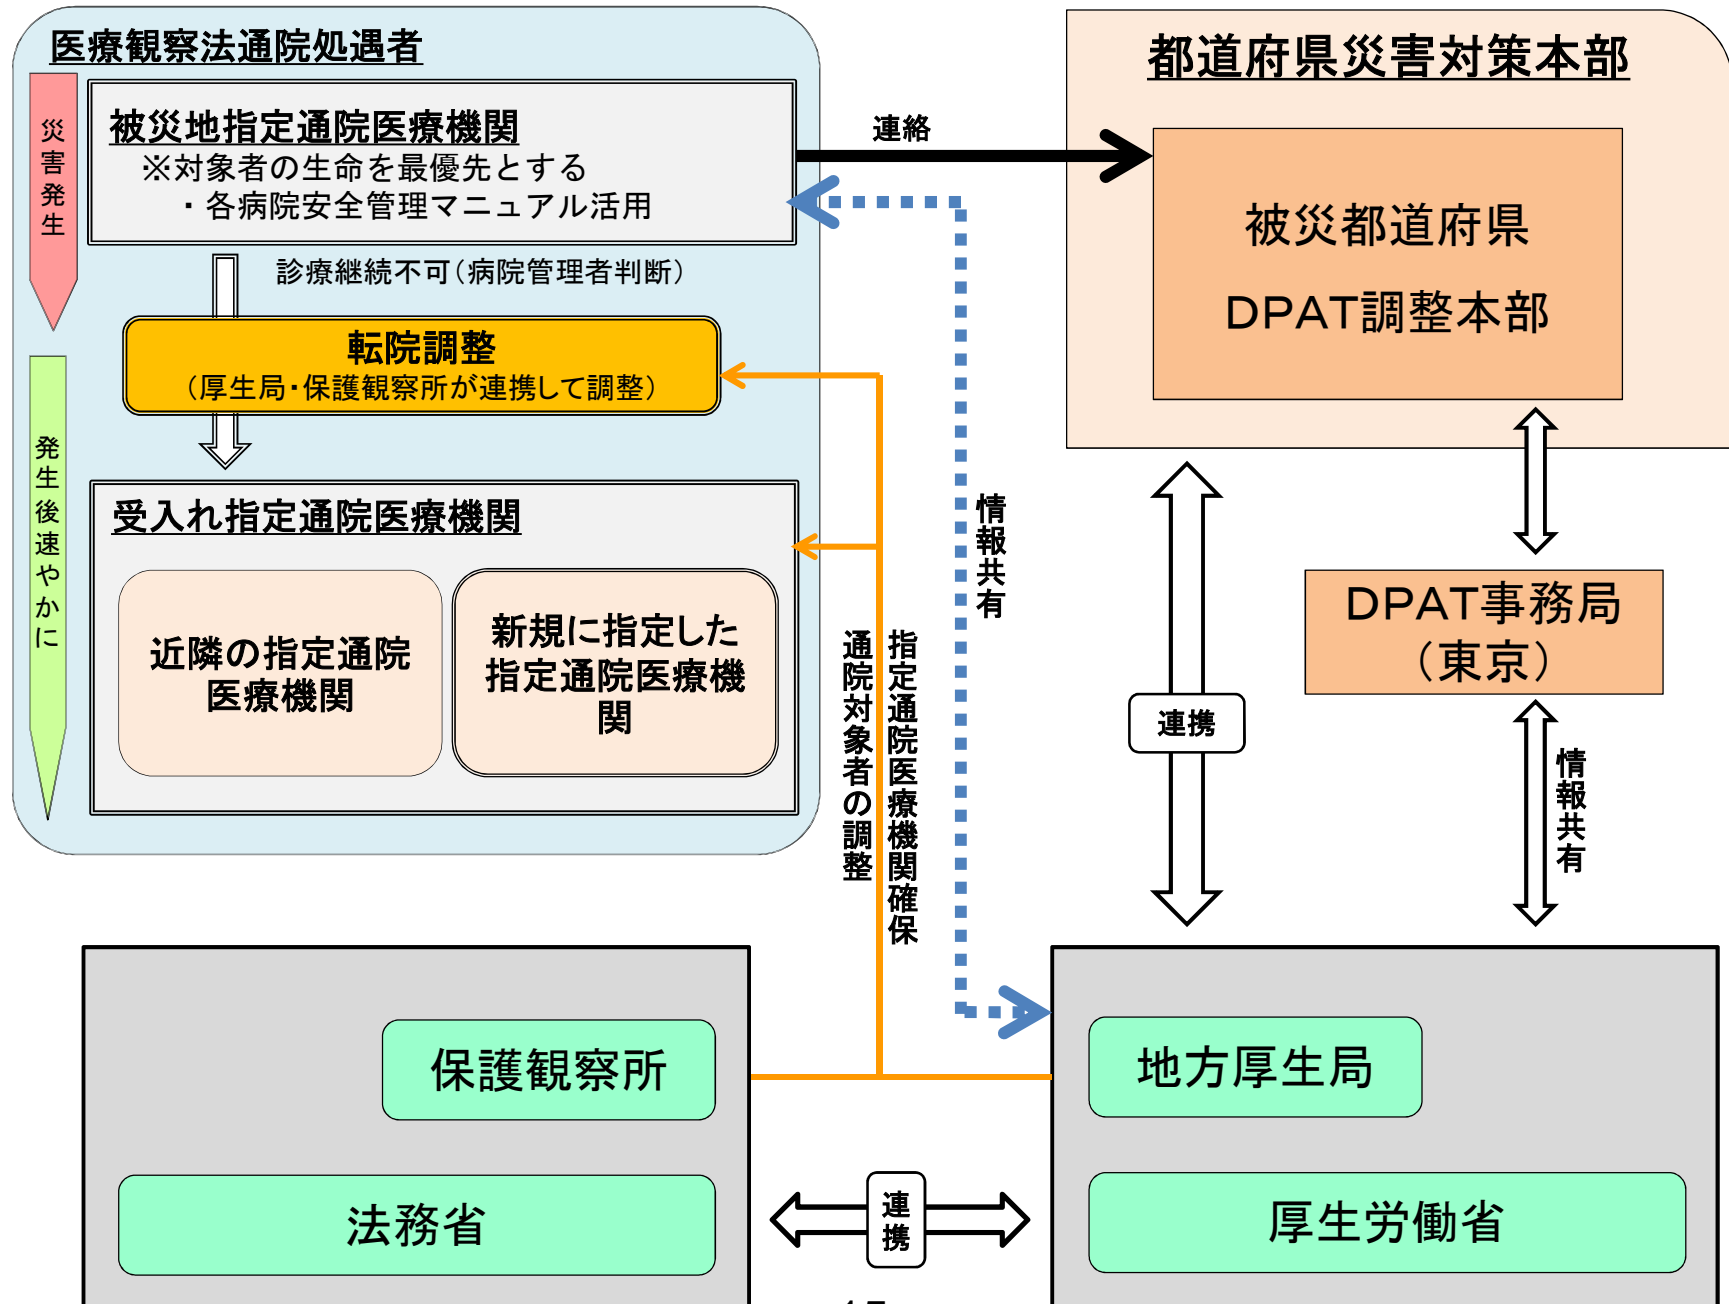 医療観察法通院処遇者
災害発生
被災地指定通院医療機関
※対象者の生命を最優先とする
・各病院安全管理マニュアル活用
診療継続不可（病院管理者判断）
転院調整
（厚生局・保護観察所が連携して調整）
発生後速やかに
受入れ指定通院医療機関
近隣の指定通院
医療機関
新規に指定した
指定通院医療機
関
連絡
都道府県災害対策本部
被災都道府県
DPAT調整本部
情報共有
指定通院医療機関確保
通院対象者の調整
連携
DPAT事務局
（東京）
情報共有
保護観察所
法務省
連携
地方厚生局
厚生労働省